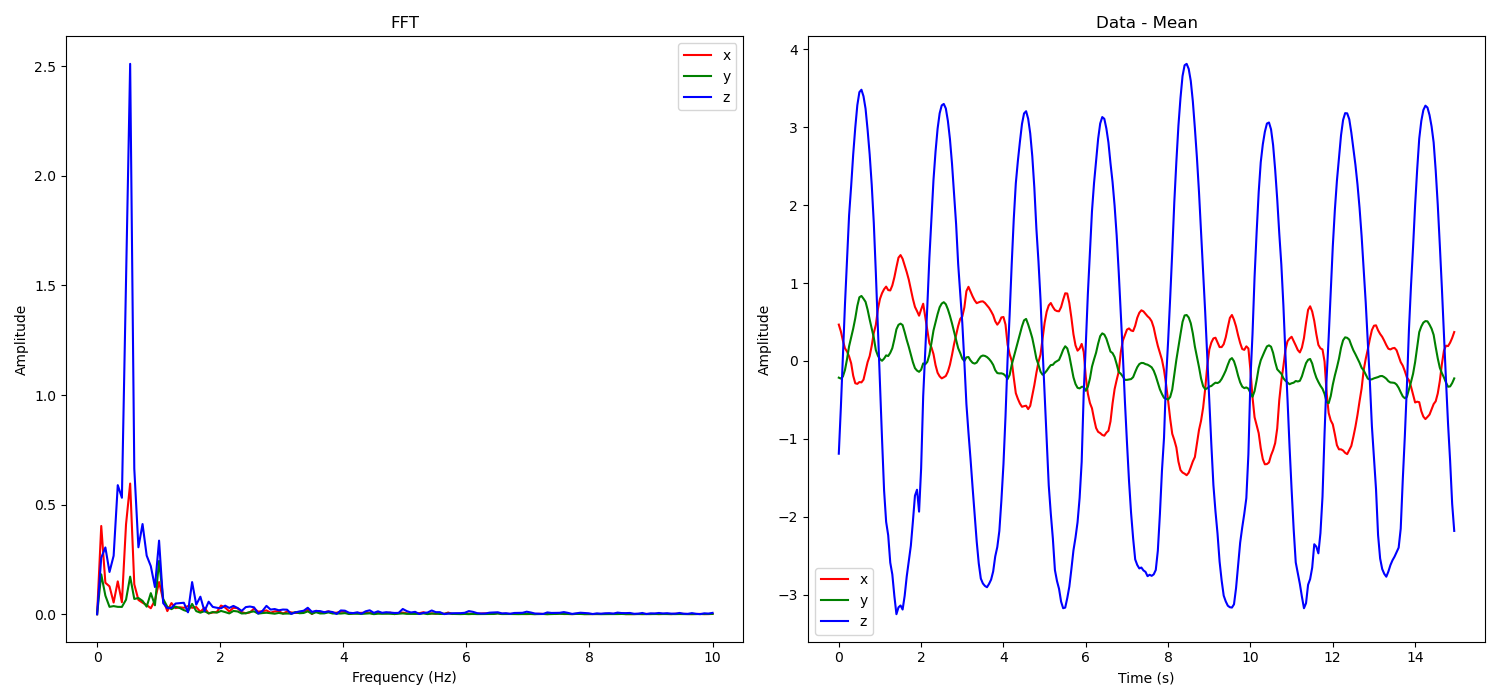 FFT
x
y
z
2.5
2.0
1.5
1.0
0.5
0.0
Amplitude
0 2 4 6 8 10
Frequency (Hz)
Data - Mean
4
3
2
1
0
−1
−2
−3
Amplitude
x
y
z
0 2 4 6 8 10 12 14
Time (s)